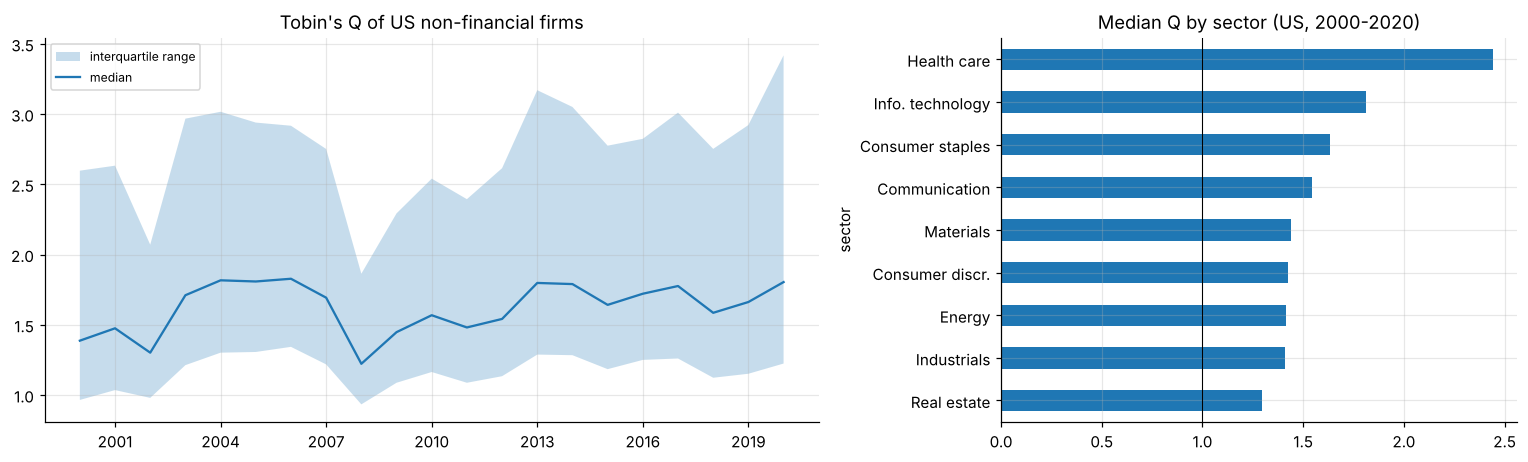 Tobin's Q of US non-financial firms
3.5
3.0
2.5
2.0
1.5
1.0
interquartile range
median
2001
2004
2007
2010
2013
2016
2019
Median Q by sector (US, 2000-2020)
sector
Health care
Info. technology
Consumer staples
Communication
Materials
Consumer discr.
Energy
Industrials
Real estate
0.0
0.5
1.0
1.5
2.0
2.5